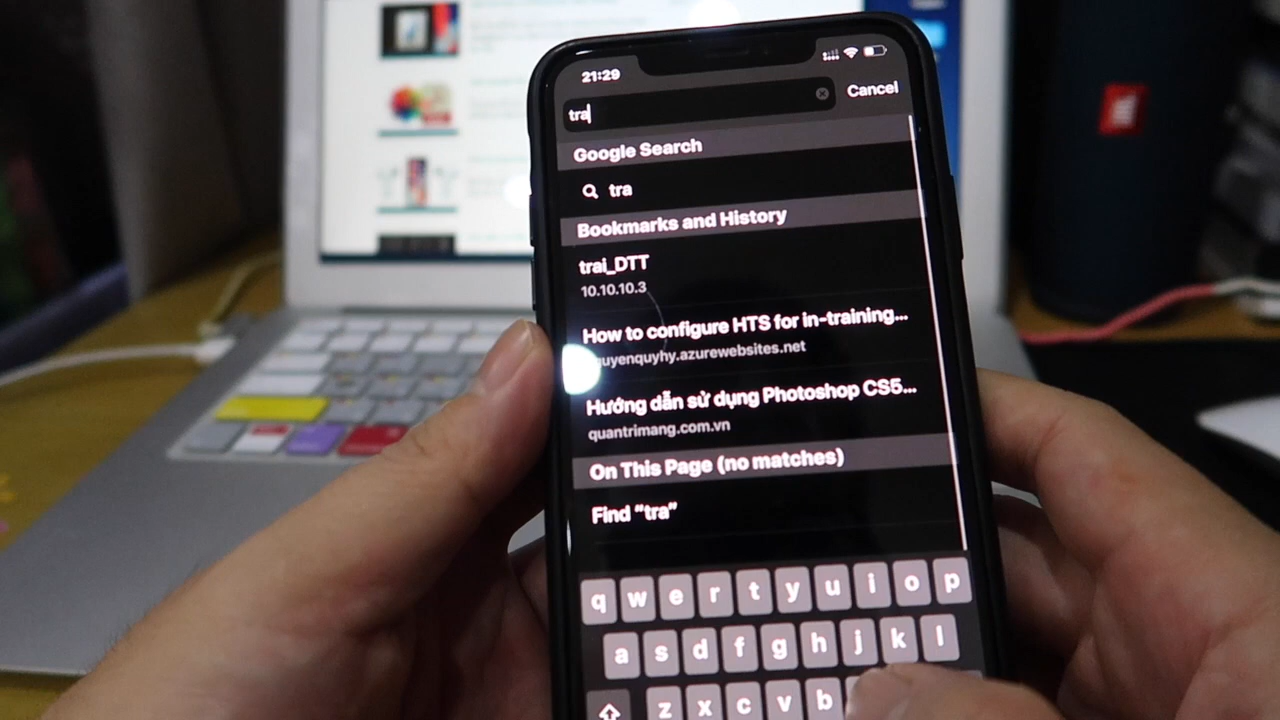 21:29
tra
Cancel
Google Search
tra
Bookmarks and History
trai_DTT
10.10.10.3
How to configure HTS for in-training...
uyenquyhy.azurewebsites.net
Hướng dẫn sử dụng Photoshop CS5...
quantrimang.com.vn
On This Page (no matches)
Find “tra”
q w e r t y u i o p
a s d f g h j k l
z x c v b